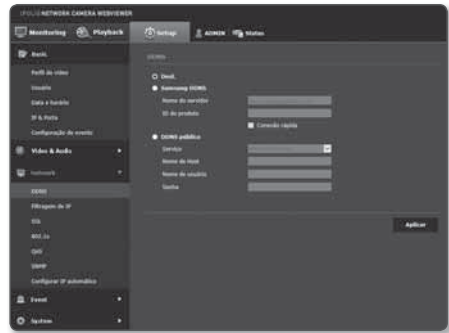 iPOLiS NETWORK CAMERA WEBVIEWER
Monitoring
Playback
Setup
ADMIN
Status
Basic
Perfil de vídeo
Usuário
Data e horário
IP & Porta
Configuração de evento
Video & Audio
Network
DDNS
Filtragem de IP
SSL
802.1x
QoS
SNMP
Configurar IP automático
Event
System
DDNS
Desl.
Samsung DDNS
Nome do servidor
ID do produto
Conexão rápida
DDNS público
Serviço
Nome do Host
Nome do usuário
Senha
Aplicar